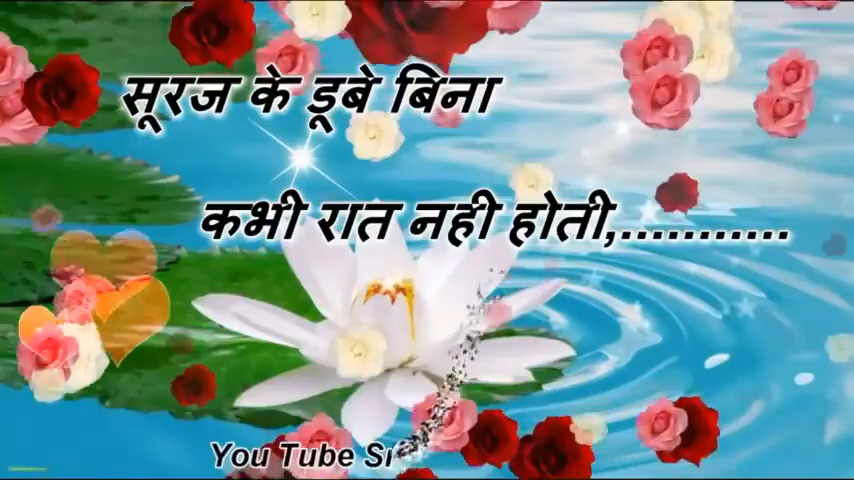 सूरज के डूबे बिना
कभी रात नही होती,...........
You Tube